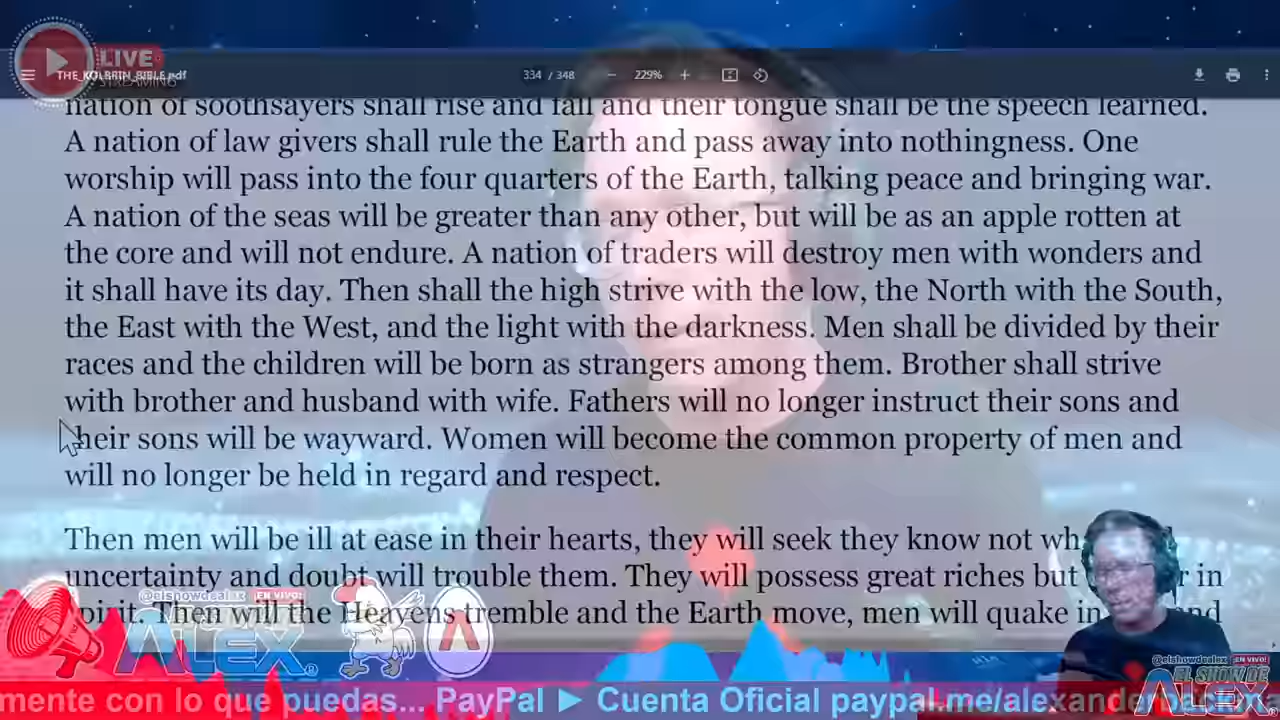 LIVE
STREAMING
THE_KOLBRIN_BIBLE.pdf
334 / 348
229%
nation of soothsayers shall rise and fall and their tongue shall be the speech learned.
A nation of law givers shall rule the Earth and pass away into nothingness. One
worship will pass into the four quarters of the Earth, talking peace and bringing war.
A nation of the seas will be greater than any other, but will be as an apple rotten at
the core and will not endure. A nation of traders will destroy men with wonders and
it shall have its day. Then shall the high strive with the low, the North with the South,
the East with the West, and the light with the darkness. Men shall be divided by their
races and the children will be born as strangers among them. Brother shall strive
with brother and husband with wife. Fathers will no longer instruct their sons and
their sons will be wayward. Women will become the common property of men and
will no longer be held in regard and respect.
Then men will be ill at ease in their hearts, they will seek they know not
uncertainty and doubt will trouble them. They will possess great riches but in
spirit. Then will the Heavens tremble and the Earth move, men will quake in
@elshowdealex ¡EN VIVO!
ALEX
@elshowdealex ¡EN VIVO!
EL SHOW DE
ALEX
mente con lo que puedas... PayPal ► Cuenta Oficial